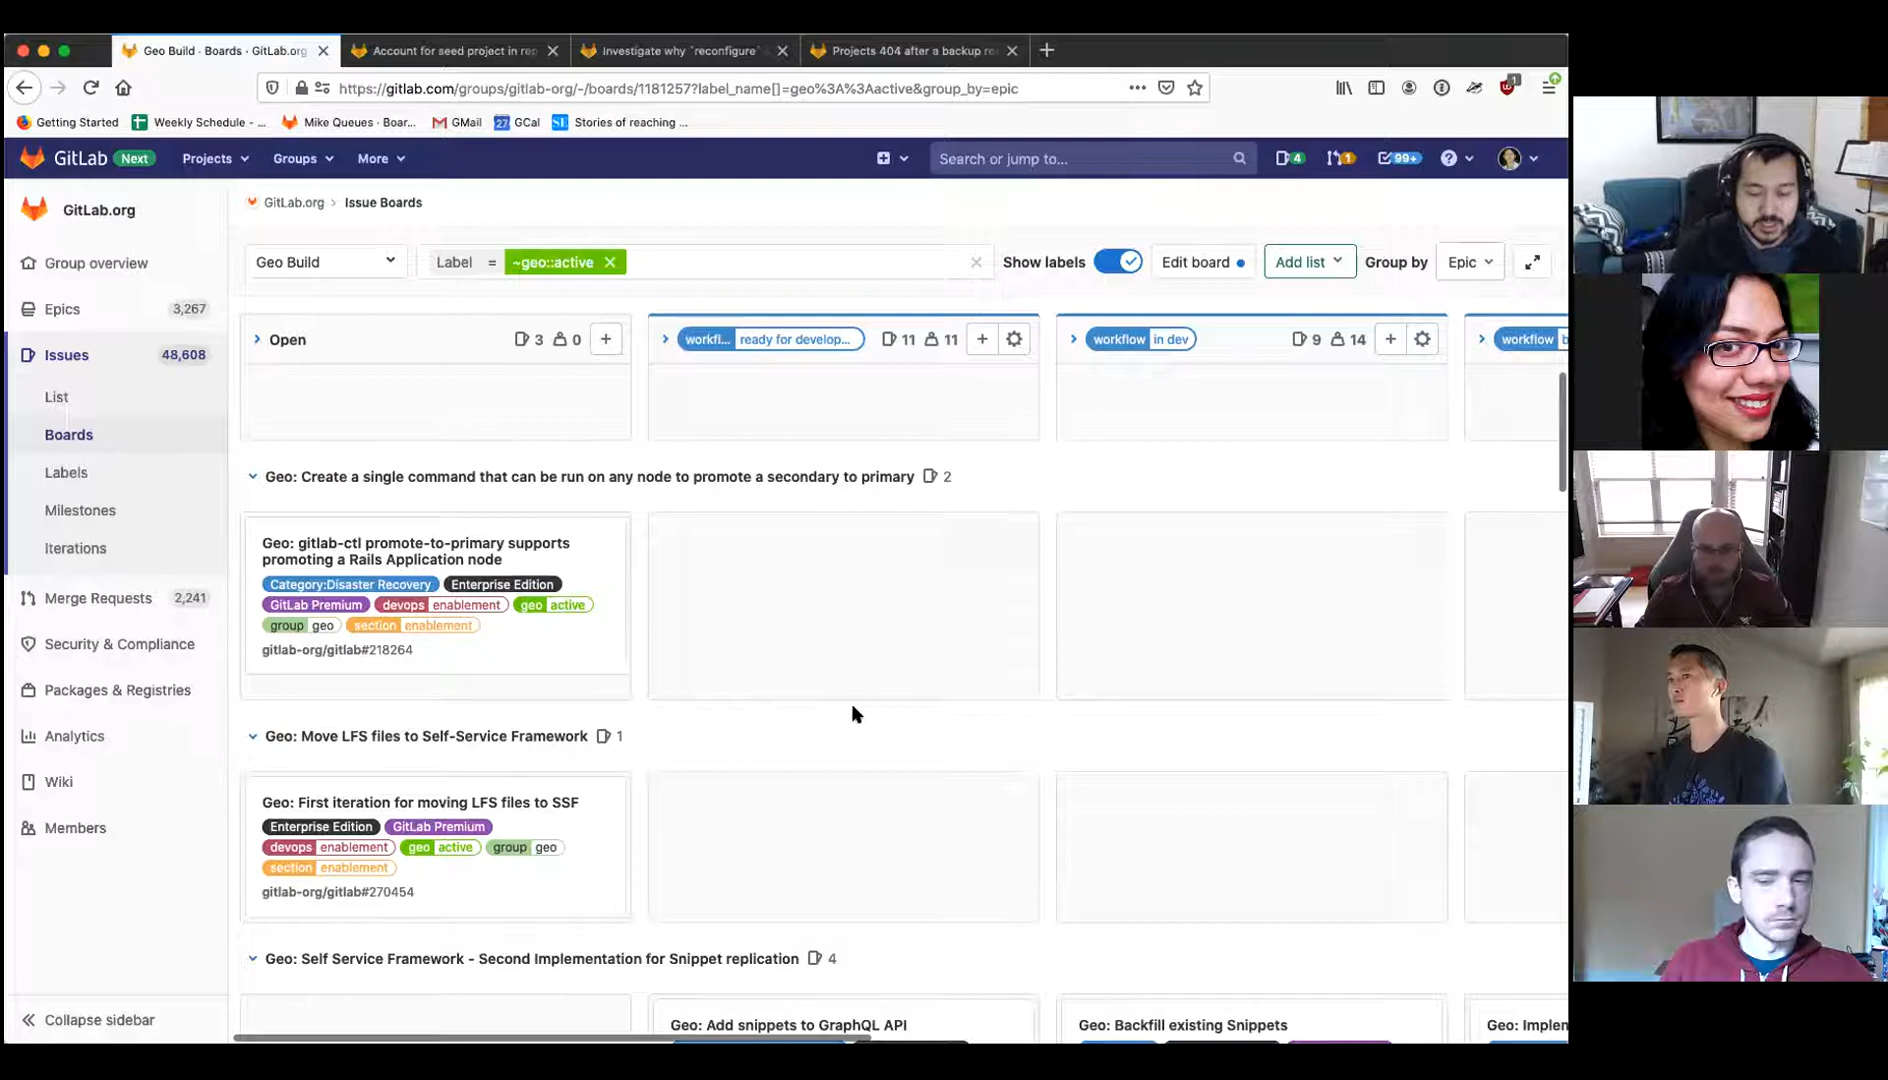 Geo Build · Boards · GitLab.org
Account for seed project in rep
Investigate why `reconfigure`
Projects 404 after a backup re
https://gitlab.com/groups/gitlab-org/-/boards/1181257?label_name[]=geo%3A%3Aactive&group_by=epic
1
Getting Started
Weekly Schedule - ...
Mike Queues · Boar...
GMail
27
GCal
Stories of reaching ...
GitLab
Next
Projects
Groups
More
Search or jump to...
4
1
99+
GitLab.org
GitLab.org > Issue Boards
Group overview
Epics 3,267
Issues 48,608
List
Boards
Labels
Milestones
Iterations
Merge Requests 2,241
Security & Compliance
Packages & Registries
Analytics
Wiki
Members
Collapse sidebar
Geo Build
Label = ~geo::active
Show labels
Edit board
Add list
Group by
Epic
Open 3 0
workfl... ready for develop... 11 11
workflow in dev 9 14
workflow b
Geo: Create a single command that can be run on any node to promote a secondary to primary 2
Geo: gitlab-ctl promote-to-primary supports
promoting a Rails Application node
Category:Disaster Recovery Enterprise Edition
GitLab Premium devops enablement geo active
group geo section enablement
gitlab-org/gitlab#218264
Geo: Move LFS files to Self-Service Framework 1
Geo: First iteration for moving LFS files to SSF
Enterprise Edition GitLab Premium
devops enablement geo active group geo
section enablement
gitlab-org/gitlab#270454
Geo: Self Service Framework - Second Implementation for Snippet replication 4
Geo: Add snippets to GraphQL API
Geo: Backfill existing Snippets
Geo: Implen